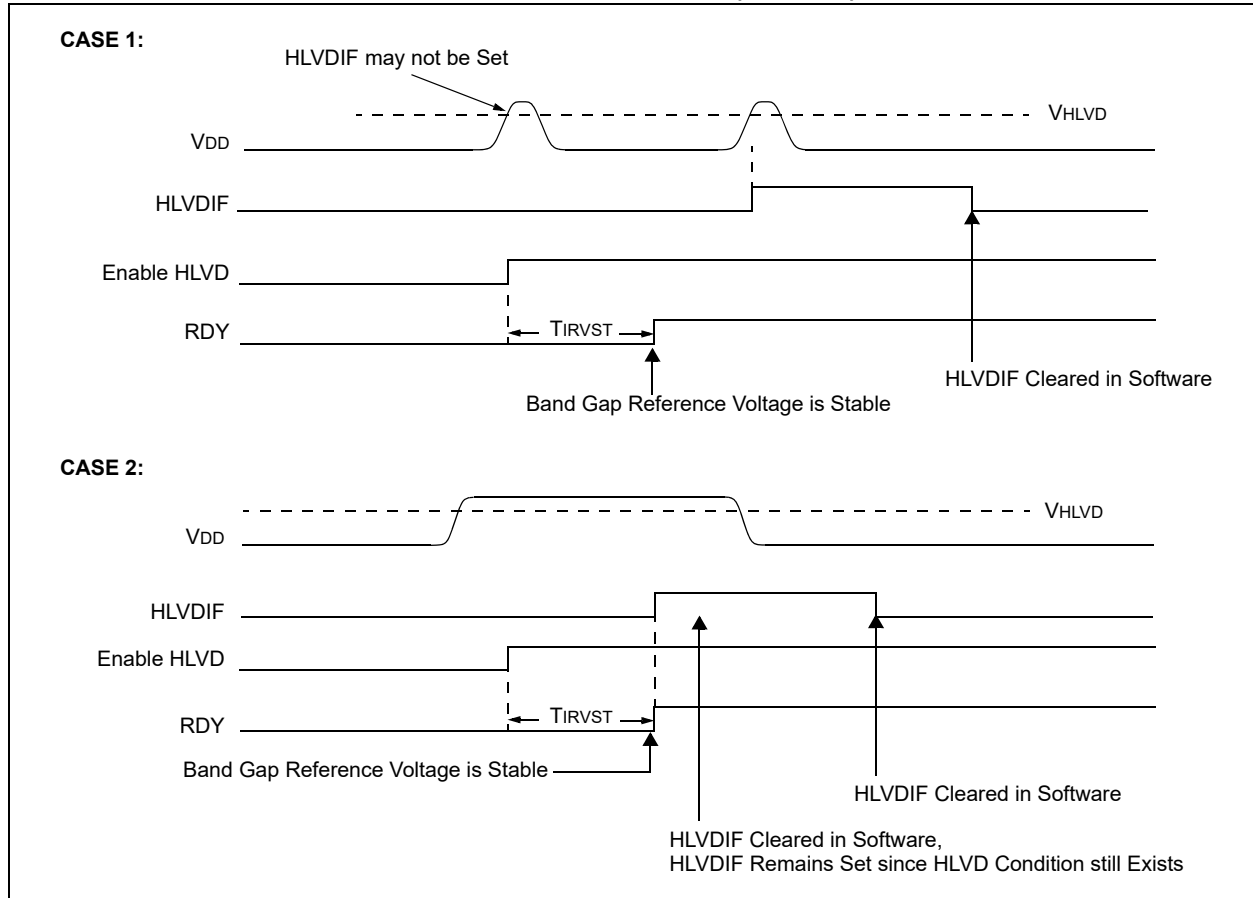 CASE 1:
HLVDIF may not be Set
VHLVD
VDD
HLVDIF
Enable HLVD
RDY
TIRVST
HLVDIF Cleared in Software
Band Gap Reference Voltage is Stable
CASE 2:
VHLVD
VDD
HLVDIF
Enable HLVD
RDY
TIRVST
Band Gap Reference Voltage is Stable
HLVDIF Cleared in Software
HLVDIF Cleared in Software,
HLVDIF Remains Set since HLVD Condition still Exists